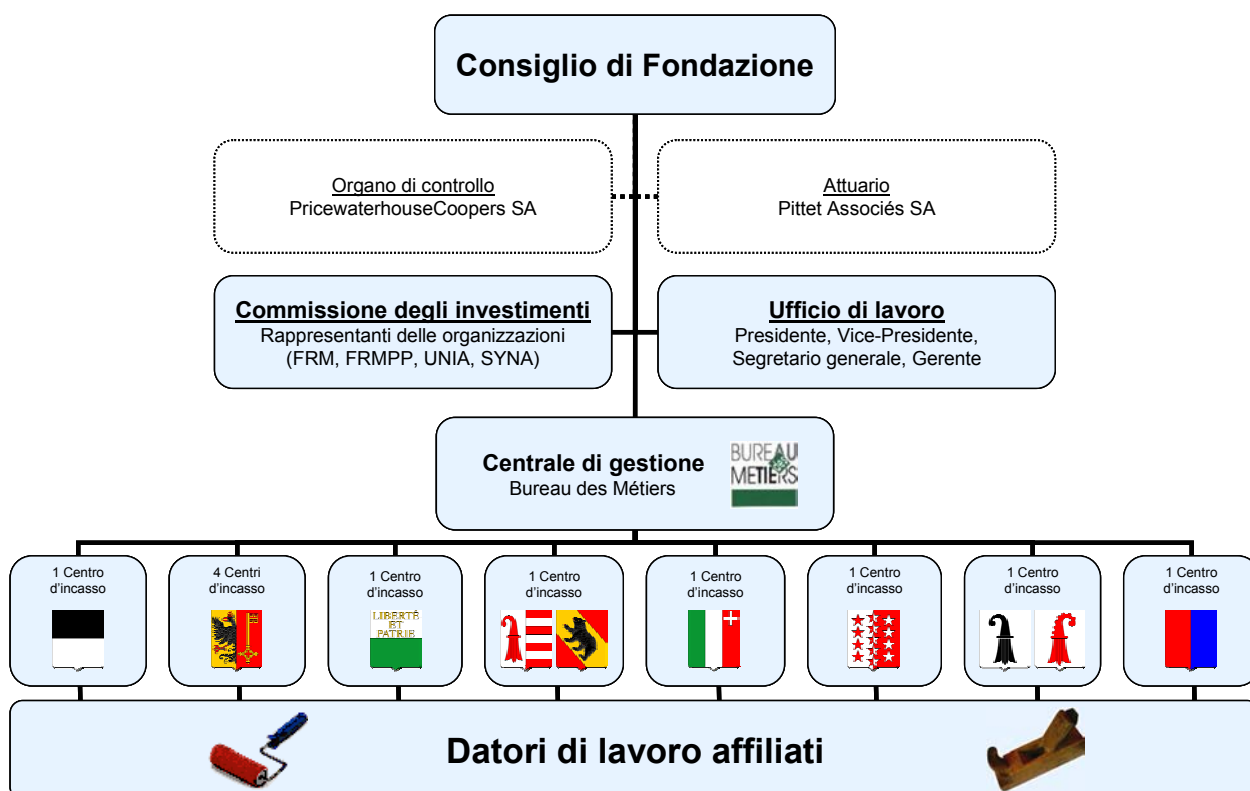 Consiglio di Fondazione
Organo di controllo
PricewaterhouseCoopers SA
Attuario
Pittet Associés SA
Commissione degli investimenti
Rappresentanti delle organizzazioni
(FRM, FRMPP, UNIA, SYNA)
Ufficio di lavoro
Presidente, Vice-Presidente,
Segretario generale, Gerente
Centrale di gestione
Bureau des Métiers
BUREAU
METIERS
1 Centro
d'incasso
4 Centri
d'incasso
1 Centro
d'incasso
LIBERTÉ
ET
PATRIE
1 Centro
d'incasso
1 Centro
d'incasso
1 Centro
d'incasso
1 Centro
d'incasso
1 Centro
d'incasso
Datori di lavoro affiliati